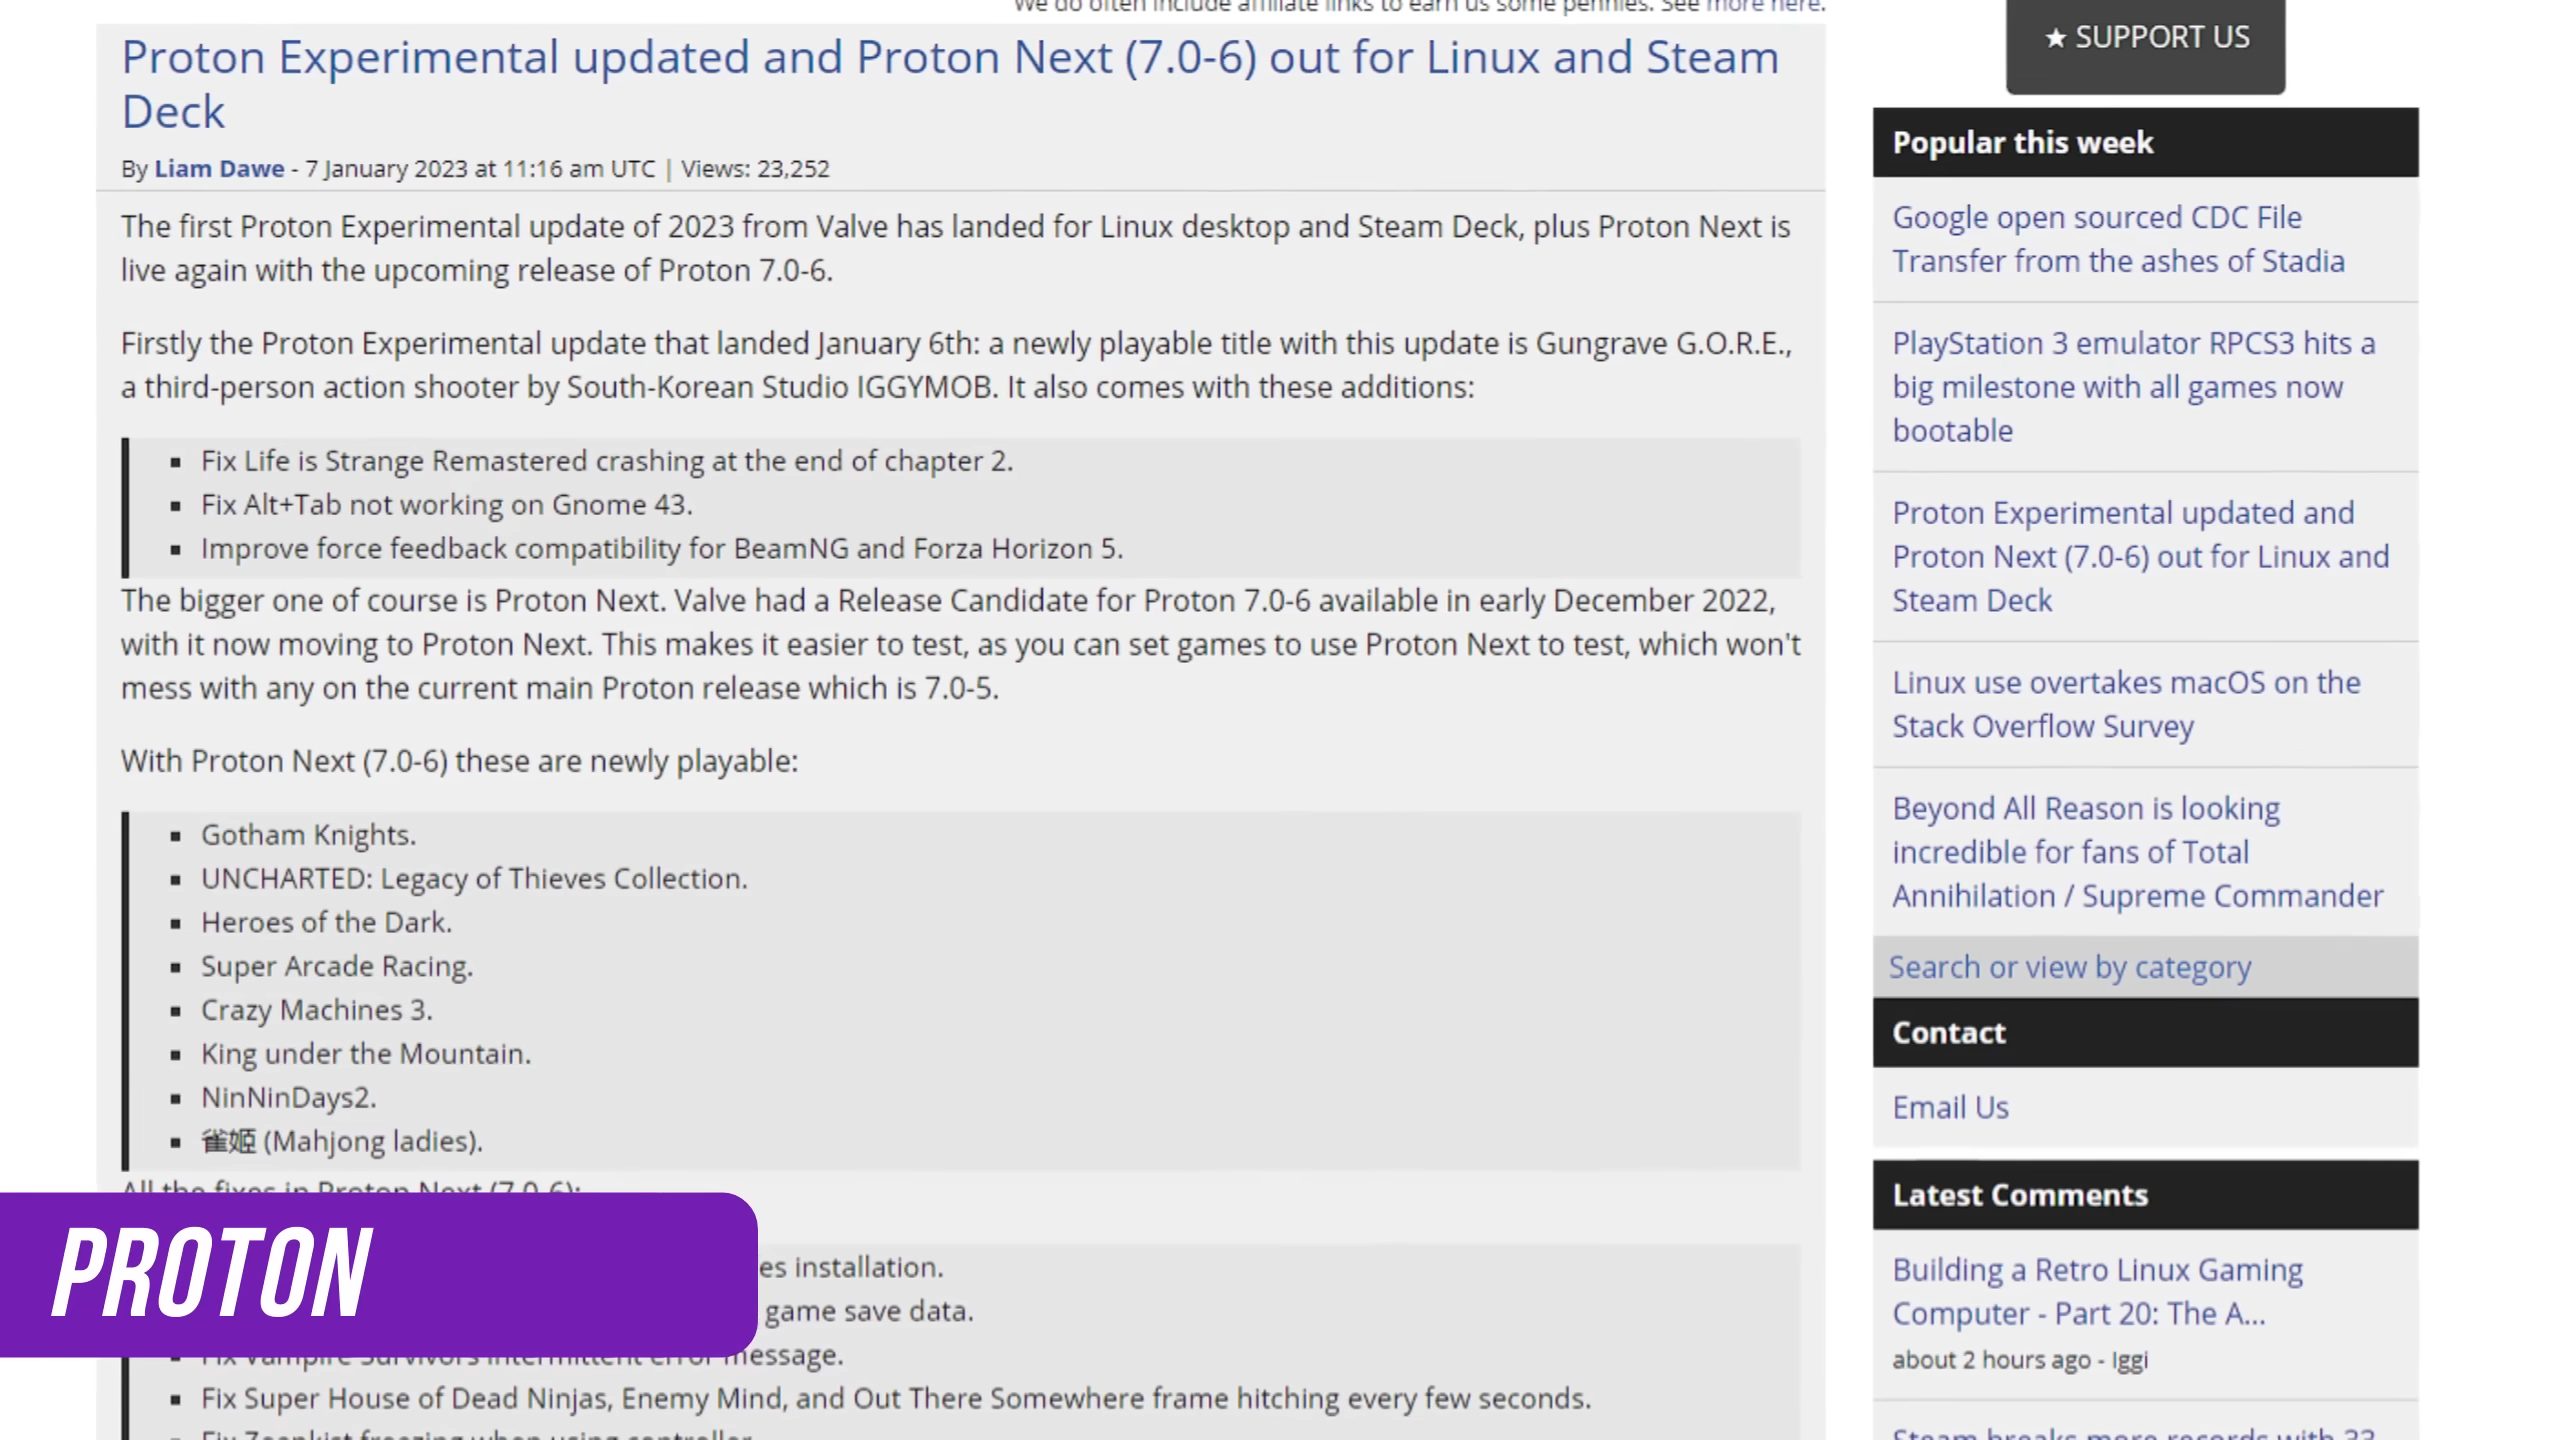 We do often include affiliate links to earn us some pennies. See more here.
Proton Experimental updated and Proton Next (7.0-6) out for Linux and Steam
Deck
By Liam Dawe - 7 January 2023 at 11:16 am UTC | Views: 23,252
The first Proton Experimental update of 2023 from Valve has landed for Linux desktop and Steam Deck, plus Proton Next is
live again with the upcoming release of Proton 7.0-6.
Firstly the Proton Experimental update that landed January 6th: a newly playable title with this update is Gungrave G.O.R.E.,
a third-person action shooter by South-Korean Studio IGGYMOB. It also comes with these additions:
▪ Fix Life is Strange Remastered crashing at the end of chapter 2.
▪ Fix Alt+Tab not working on Gnome 43.
▪ Improve force feedback compatibility for BeamNG and Forza Horizon 5.
The bigger one of course is Proton Next. Valve had a Release Candidate for Proton 7.0-6 available in early December 2022,
with it now moving to Proton Next. This makes it easier to test, as you can set games to use Proton Next to test, which won't
mess with any on the current main Proton release which is 7.0-5.
With Proton Next (7.0-6) these are newly playable:
▪ Gotham Knights.
▪ UNCHARTED: Legacy of Thieves Collection.
▪ Heroes of the Dark.
▪ Super Arcade Racing.
▪ Crazy Machines 3.
▪ King under the Mountain.
▪ NinNinDays2.
▪ 雀姬 (Mahjong ladies).
All the fixes in Proton Next (7.0-6):
es installation.
game save data.
▪ Fix Vampire Survivors intermittent error message.
▪ Fix Super House of Dead Ninjas, Enemy Mind, and Out There Somewhere frame hitching every few seconds.
▪ Fix Zeepkist freezing when using controller.
PROTON
★ SUPPORT US
Popular this week
Google open sourced CDC File
Transfer from the ashes of Stadia
PlayStation 3 emulator RPCS3 hits a
big milestone with all games now
bootable
Proton Experimental updated and
Proton Next (7.0-6) out for Linux and
Steam Deck
Linux use overtakes macOS on the
Stack Overflow Survey
Beyond All Reason is looking
incredible for fans of Total
Annihilation / Supreme Commander
Search or view by category
Contact
Email Us
Latest Comments
Building a Retro Linux Gaming
Computer - Part 20: The A...
about 2 hours ago - Iggi
Steam breaks more records with 33